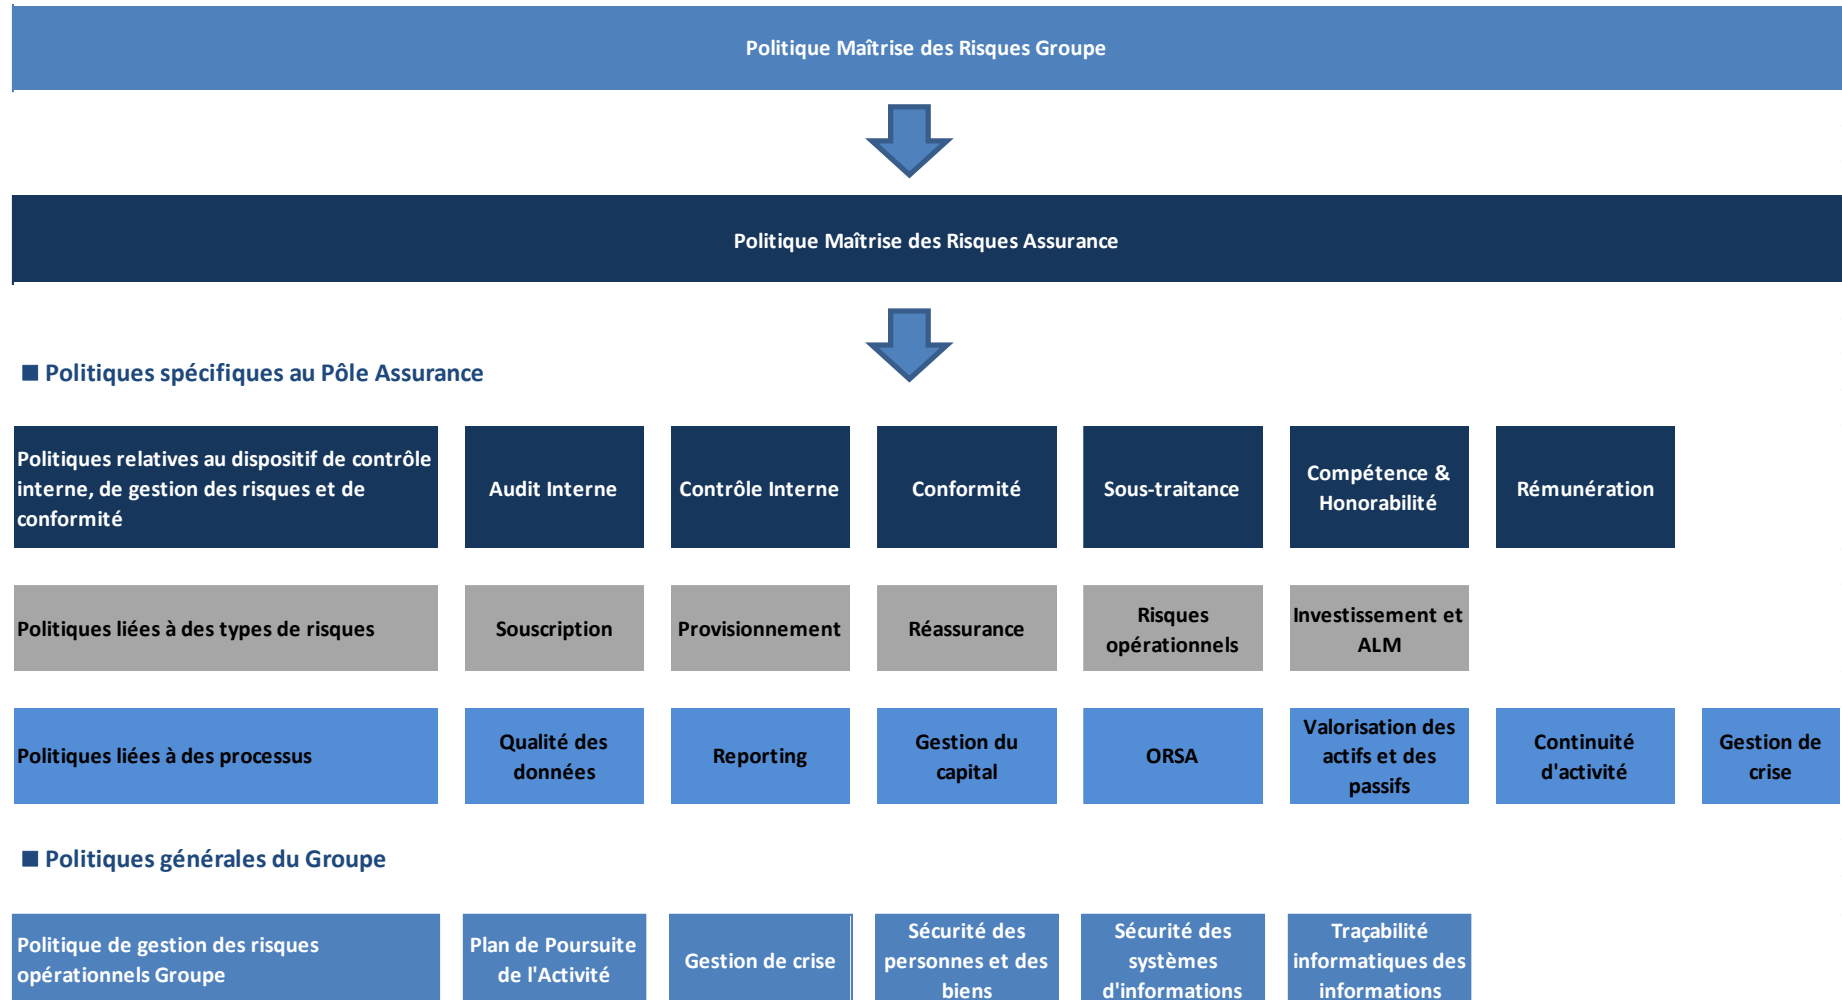 Politique Maîtrise des Risques Groupe
Politique Maîtrise des Risques Assurance
Politiques spécifiques au Pôle Assurance
Politiques relatives au dispositif de contrôle
interne, de gestion des risques et de
conformité
Audit Interne
Contrôle Interne
Conformité
Sous-traitance
Compétence &
Honorabilité
Rémunération
Politiques liées à des types de risques
Souscription
Provisionnement
Réassurance
Risques
opérationnels
Investissement et
ALM
Politiques liées à des processus
Qualité des
données
Reporting
Gestion du
capital
ORSA
Valorisation des
actifs et des
passifs
Continuité
d'activité
Gestion de
crise
Politiques générales du Groupe
Politique de gestion des risques
opérationnels Groupe
Plan de Poursuite
de l'Activité
Gestion de crise
Sécurité des
personnes et des
biens
Sécurité des
systèmes
d'informations
Traçabilité
informatiques des
informations